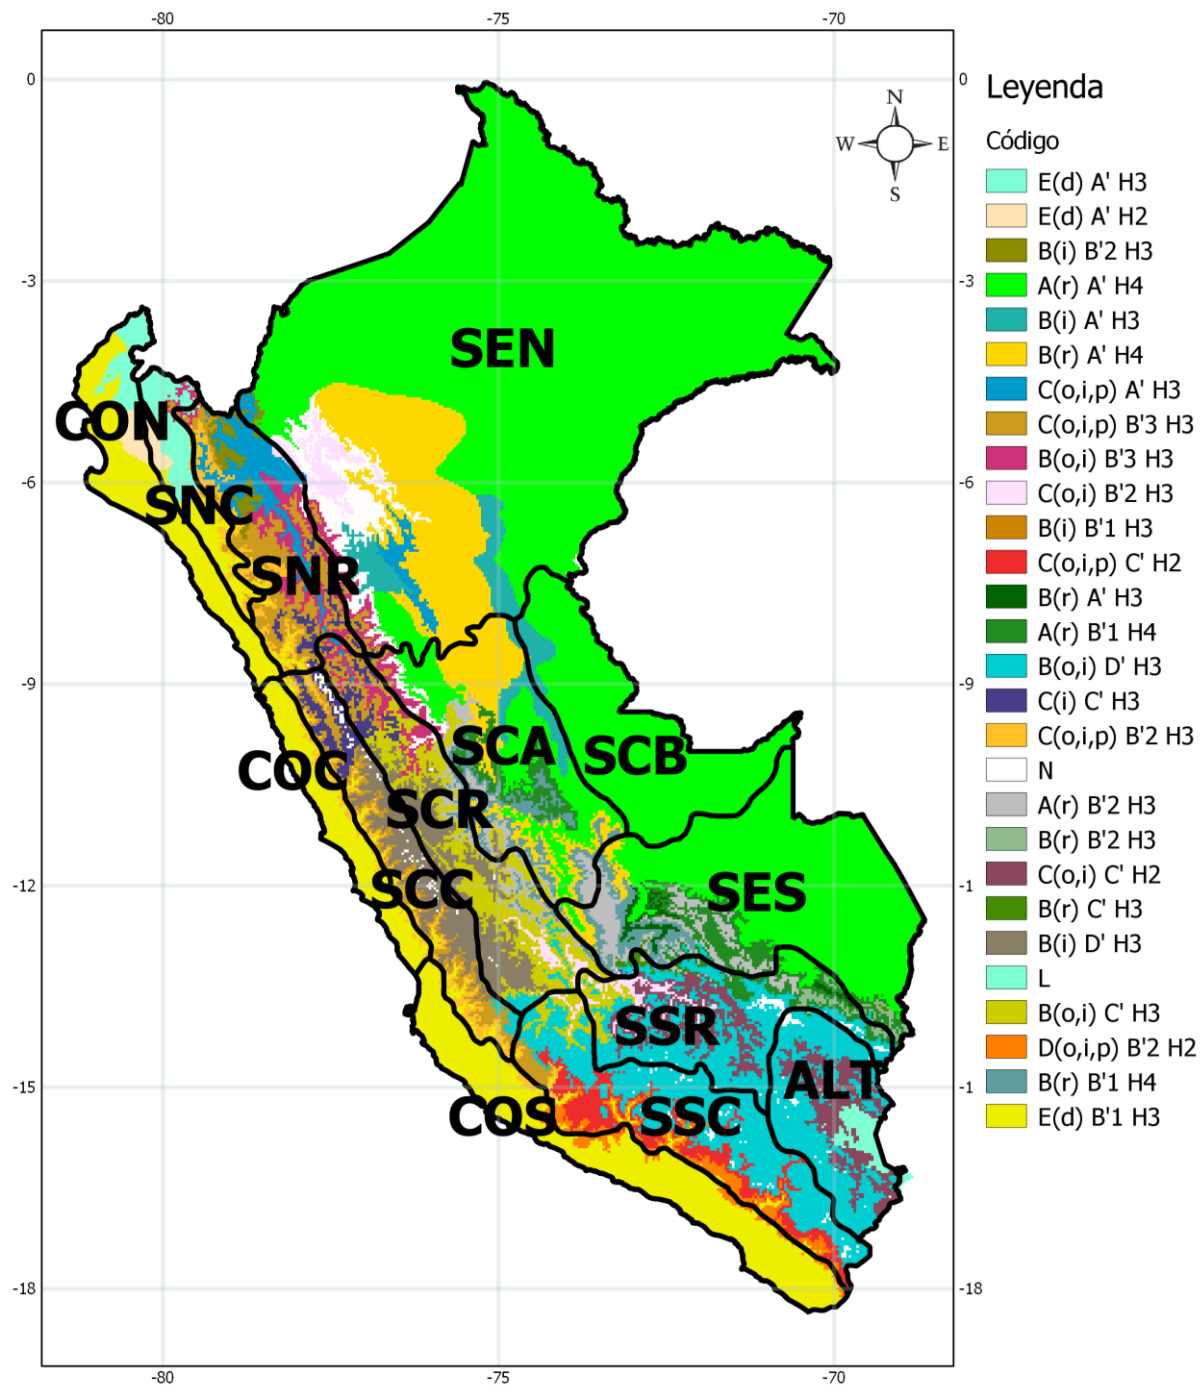 -80 -75 -70
0 0
N
W E
S
-3 -3
SEN
CON
-6 -6
SNC
SNR
-9 -9
SCA
SCB
COC
SCR
-12 -1
SCC
SES
SSR
ALT
-15 -1
COS
SSC
-18 -18
-80 -75 -70
Leyenda
Código
E(d) A' H3
E(d) A' H2
B(i) B'2 H3
A(r) A' H4
B(i) A' H3
B(r) A' H4
C(o,i,p) A' H3
C(o,i,p) B'3 H3
B(o,i) B'3 H3
C(o,i) B'2 H3
B(i) B'1 H3
C(o,i,p) C' H2
B(r) A' H3
A(r) B'1 H4
B(o,i) D' H3
C(i) C' H3
C(o,i,p) B'2 H3
N
A(r) B'2 H3
B(r) B'2 H3
C(o,i) C' H2
B(r) C' H3
B(i) D' H3
L
B(o,i) C' H3
D(o,i,p) B'2 H2
B(r) B'1 H4
E(d) B'1 H3